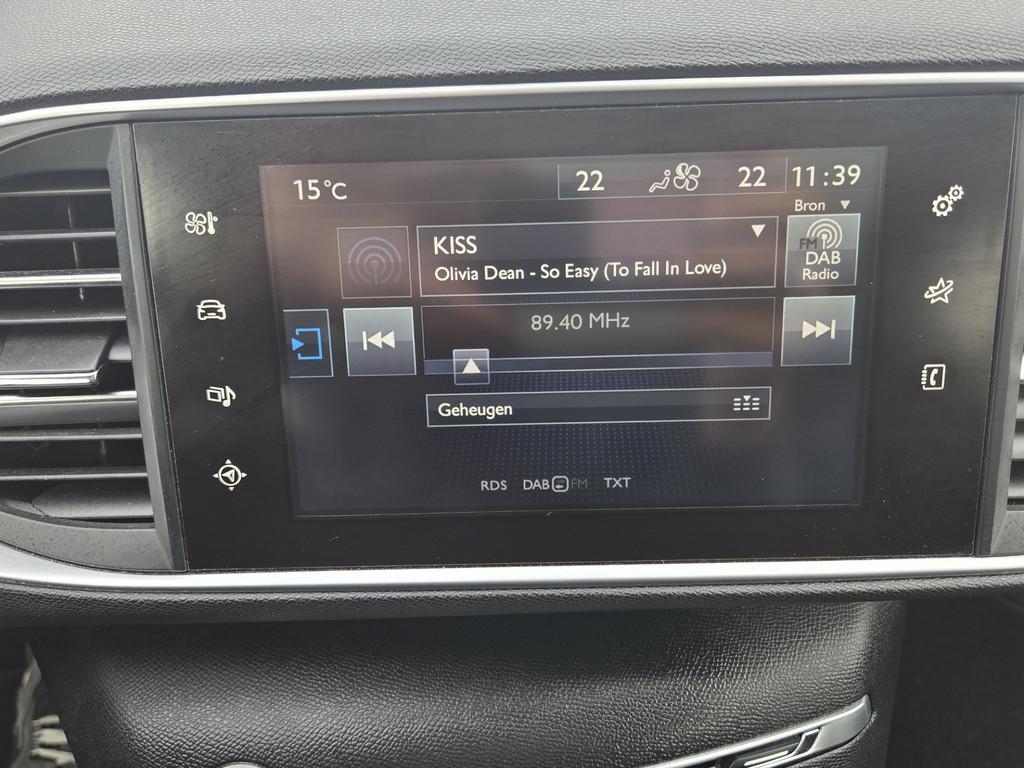 15°C
22
22
11:39
Bron
KISS
Olivia Dean - So Easy (To Fall In Love)
FM
DAB
Radio
89.40 MHz
Geheugen
RDS DAB FM TXT